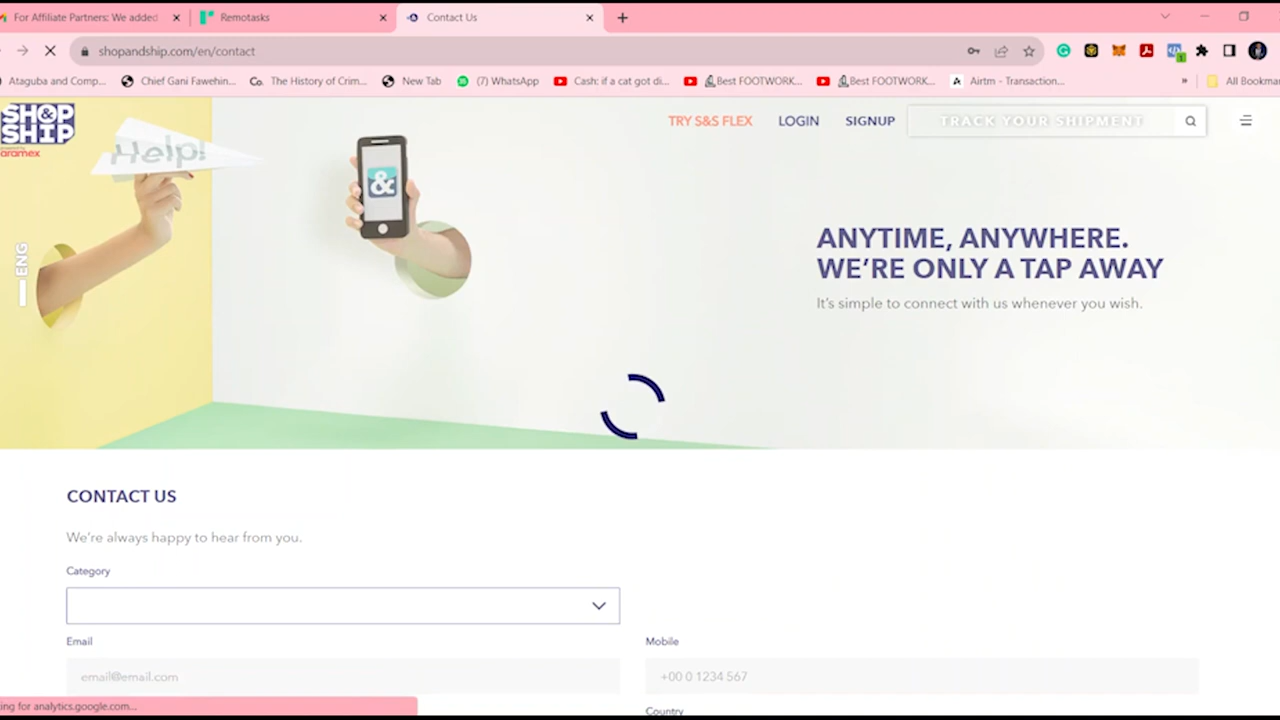 For Affiliate Partners: We added
Remotasks
Contact Us
shopandship.com/en/contact
Ataguba and Comp...
Chief Gani Fawehin...
Co. The History of Crim...
New Tab
(7) WhatsApp
Cash: if a cat got di...
Best FOOTWORK...
Best FOOTWORK...
A Airtm - Transaction...
»
All Bookmar
SHOP
&
SHIP
aramex
Help!
&
TRY S&S FLEX
LOGIN
SIGNUP
TRACK YOUR SHIPMENT
ENG
ANYTIME, ANYWHERE.
WE'RE ONLY A TAP AWAY
It's simple to connect with us whenever you wish.
CONTACT US
We're always happy to hear from you.
Category
Email
Mobile
email@email.com
+00 0 1234 567
Country
ing for analytics.google.com...